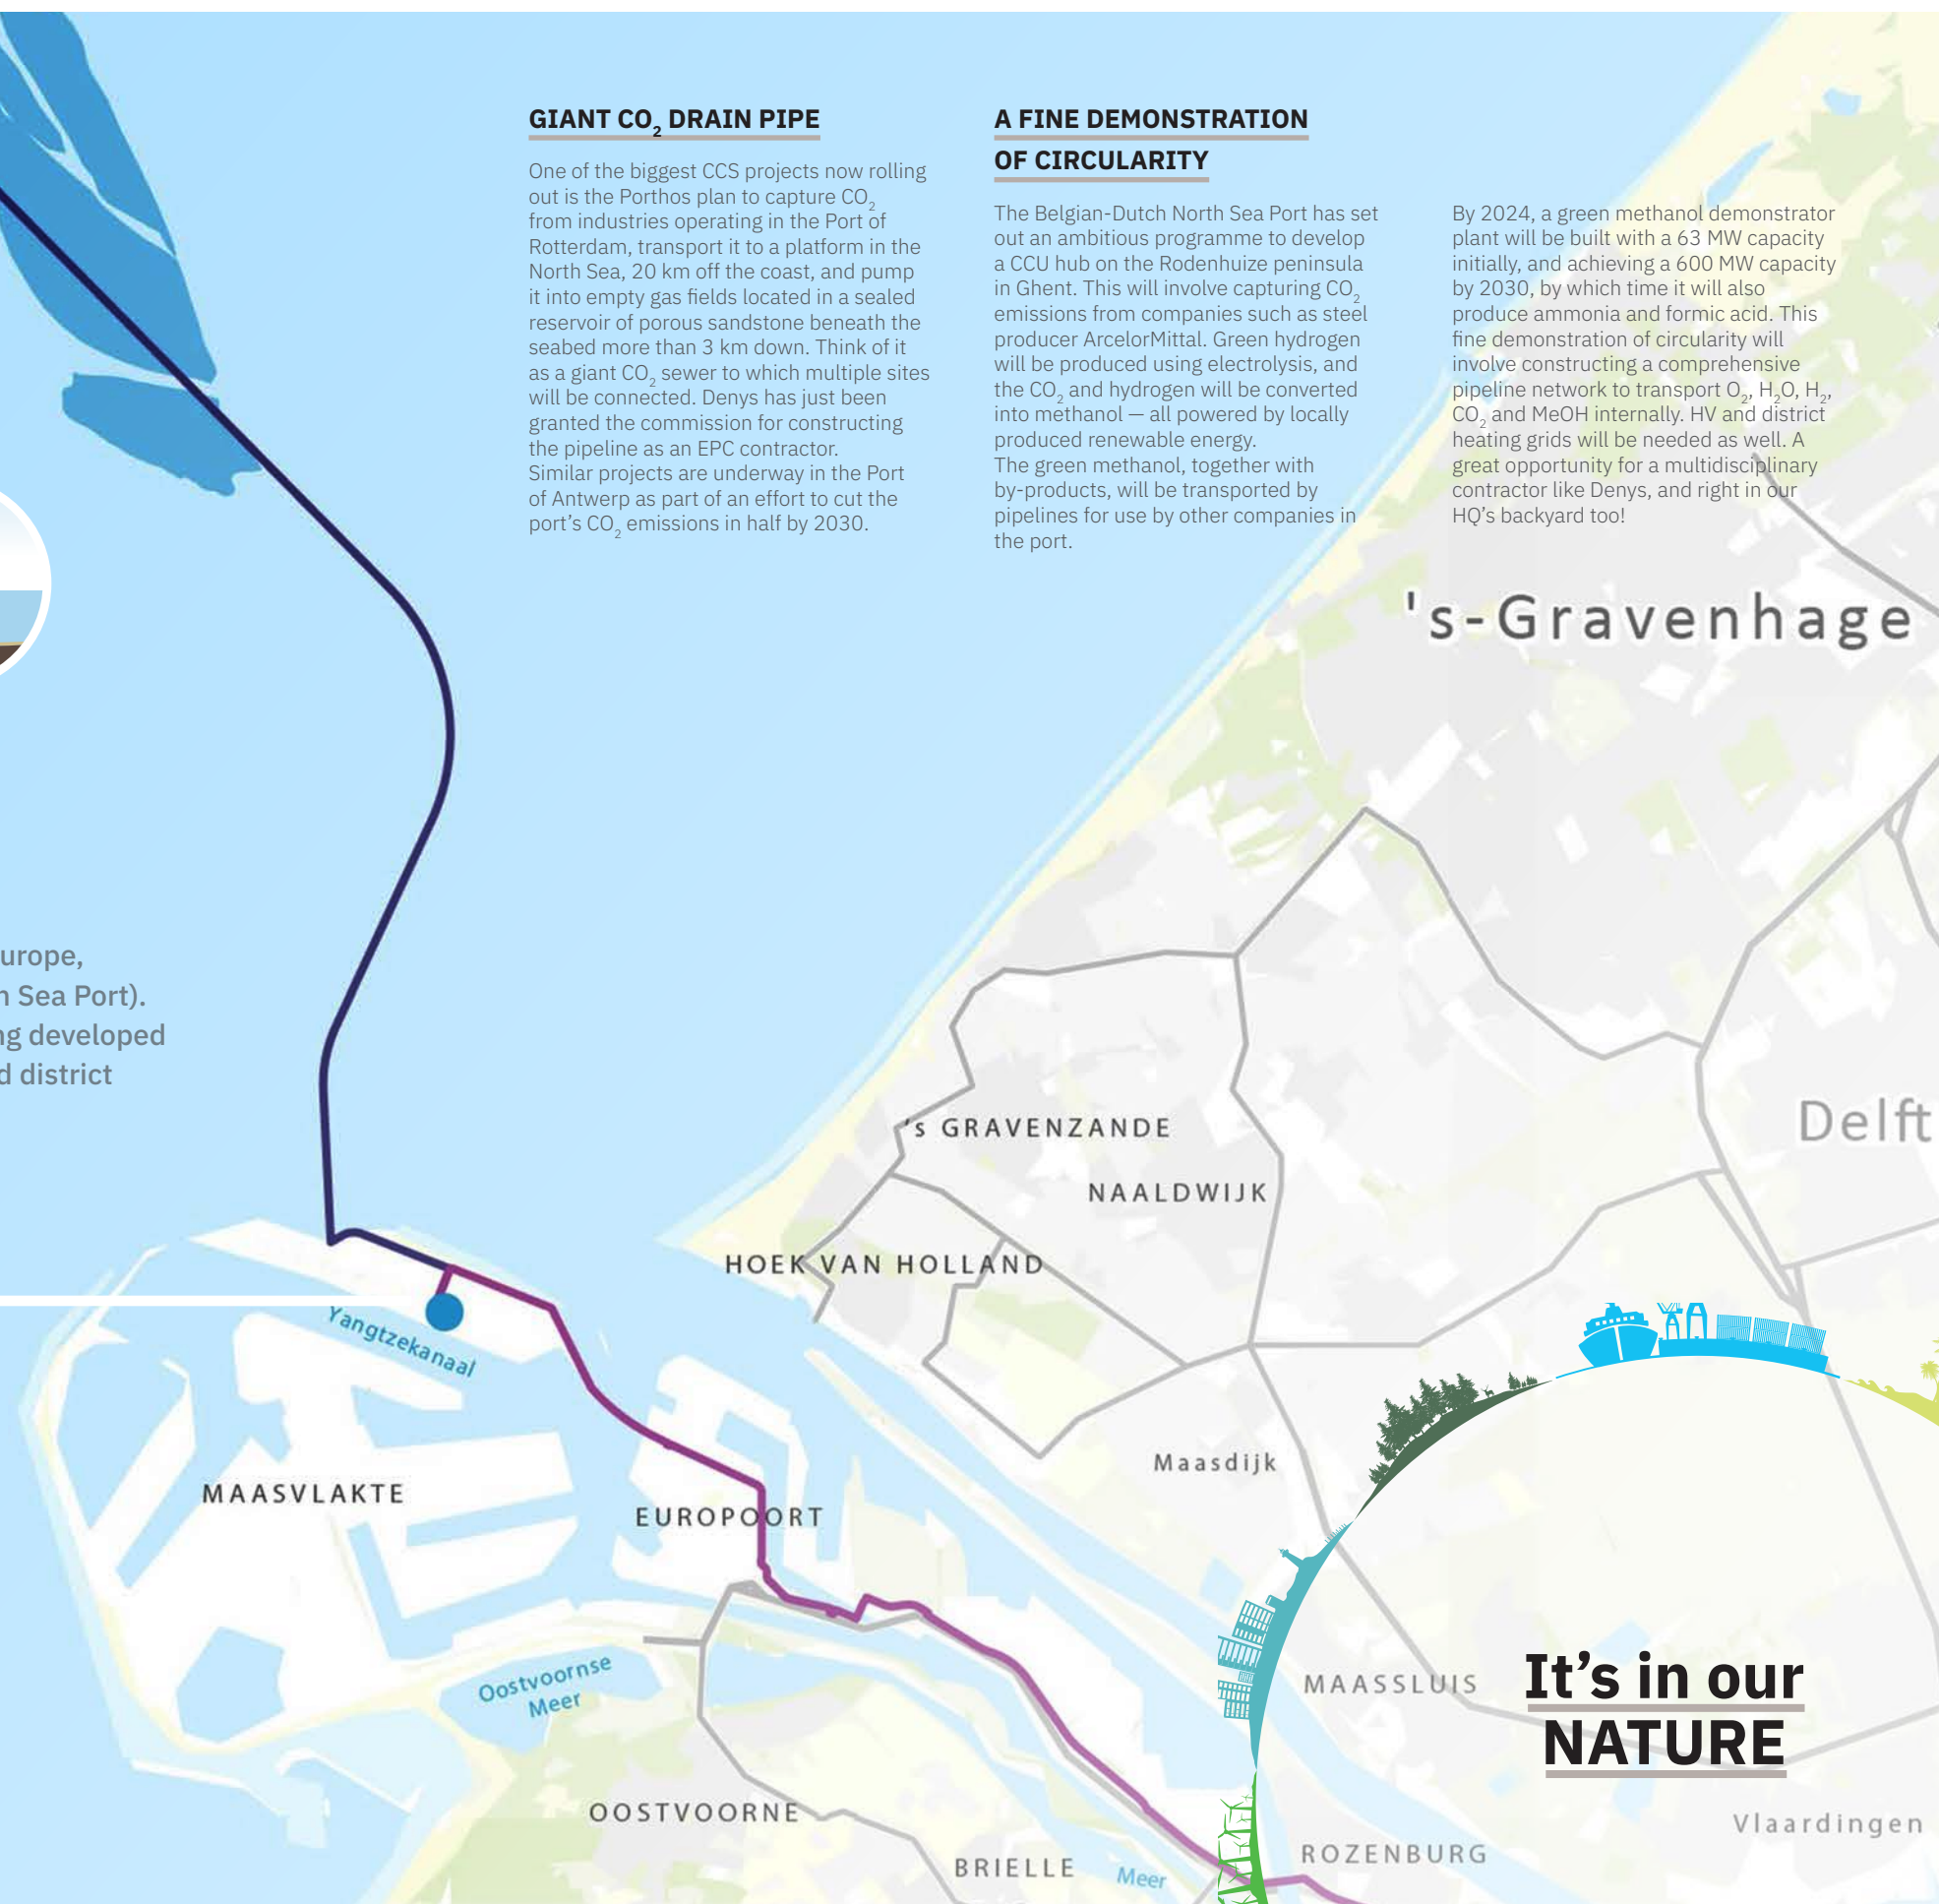 GIANT CO₂ DRAIN PIPE
One of the biggest CCS projects now rolling
out is the Porthos plan to capture CO₂
from industries operating in the Port of
Rotterdam, transport it to a platform in the
North Sea, 20 km off the coast, and pump
it into empty gas fields located in a sealed
reservoir of porous sandstone beneath the
seabed more than 3 km down. Think of it
as a giant CO₂ sewer to which multiple sites
will be connected. Denys has just been
granted the commission for constructing
the pipeline as an EPC contractor.
Similar projects are underway in the Port
of Antwerp as part of an effort to cut the
port’s CO₂ emissions in half by 2030.
A FINE DEMONSTRATION
OF CIRCULARITY
The Belgian-Dutch North Sea Port has set
out an ambitious programme to develop
a CCU hub on the Rodenhuize peninsula
in Ghent. This will involve capturing CO₂
emissions from companies such as steel
producer ArcelorMittal. Green hydrogen
will be produced using electrolysis, and
the CO₂ and hydrogen will be converted
into methanol — all powered by locally
produced renewable energy.
The green methanol, together with
by-products, will be transported by
pipelines for use by other companies in
the port.
By 2024, a green methanol demonstrator
plant will be built with a 63 MW capacity
initially, and achieving a 600 MW capacity
by 2030, by which time it will also
produce ammonia and formic acid. This
fine demonstration of circularity will
involve constructing a comprehensive
pipeline network to transport O₂, H₂O, H₂,
CO₂ and MeOH internally. HV and district
heating grids will be needed as well. A
great opportunity for a multidisciplinary
contractor like Denys, and right in our
HQ’s backyard too!
's-Gravenhage
urope,
n Sea Port).
ng developed
d district
Delft
's GRAVENZANDE
NAALDWIJK
HOEK VAN HOLLAND
Yangtzekanaal
Maasdijk
MAASVLAKTE
EUROPOORT
Oostvoornse
Meer
MAASSLUIS
It’s in our
NATURE
OOSTVOORNE
Vlaardingen
BRIELLE
Meer
ROZENBURG